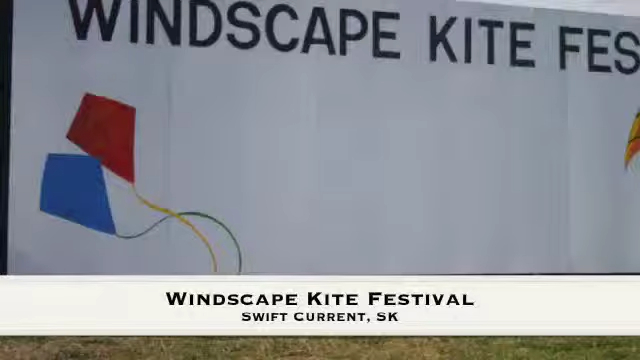 WINDSCAPE KITE FES
WINDSCAPE KITE FESTIVAL
SWIFT CURRENT, SK